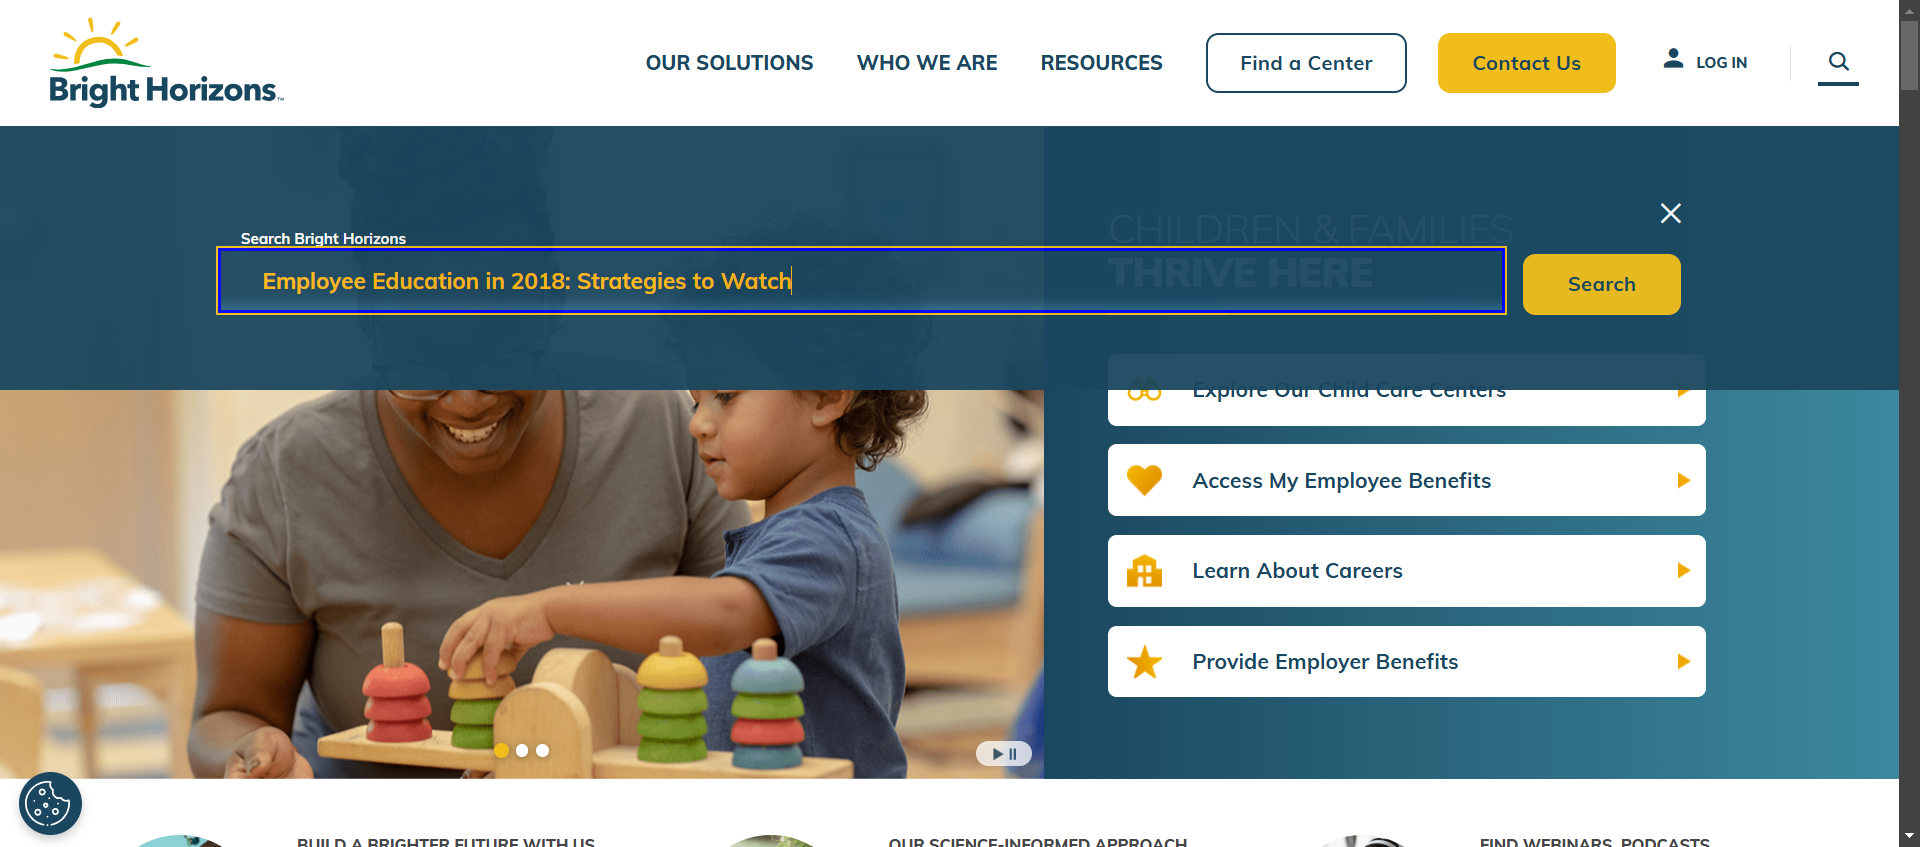 Bright Horizons™
OUR SOLUTIONS
WHO WE ARE
RESOURCES
Find a Center
Contact Us
LOG IN
Search Bright Horizons
Employee Education in 2018: Strategies to Watch
Search
CHILDREN & FAMILIES
THRIVE HERE
Explore Our Child Care Centers
Access My Employee Benefits
Learn About Careers
Provide Employer Benefits
BUILD A BRIGHTER FUTURE WITH US
OUR SCIENCE-INFORMED APPROACH
FIND WEBINARS, PODCASTS